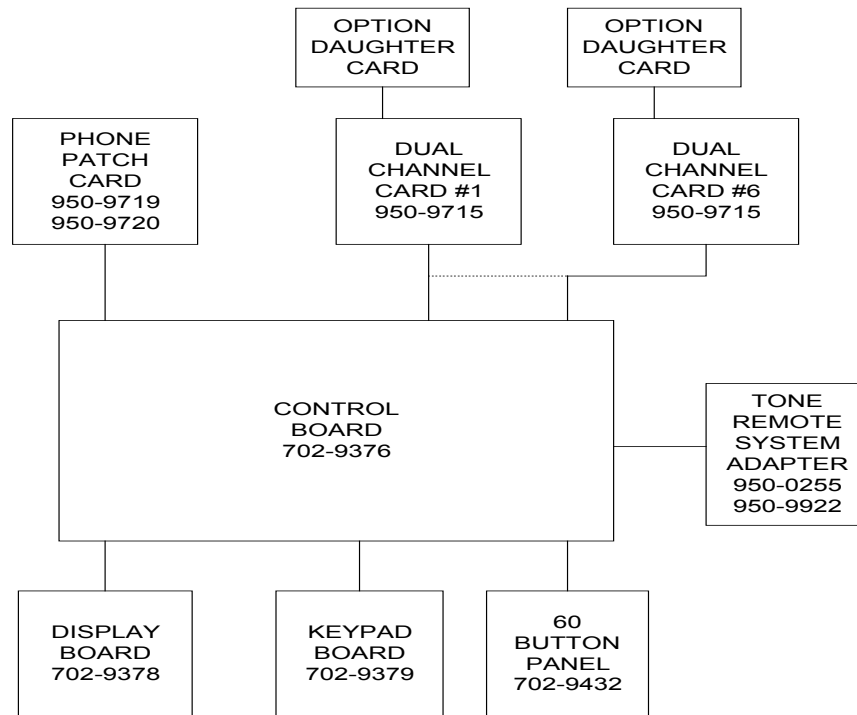 OPTION
DAUGHTER
CARD
OPTION
DAUGHTER
CARD
PHONE
PATCH
CARD
950-9719
950-9720
DUAL
CHANNEL
CARD #1
950-9715
DUAL
CHANNEL
CARD #6
950-9715
CONTROL
BOARD
702-9376
TONE
REMOTE
SYSTEM
ADAPTER
950-0255
950-9922
DISPLAY
BOARD
702-9378
KEYPAD
BOARD
702-9379
60
BUTTON
PANEL
702-9432